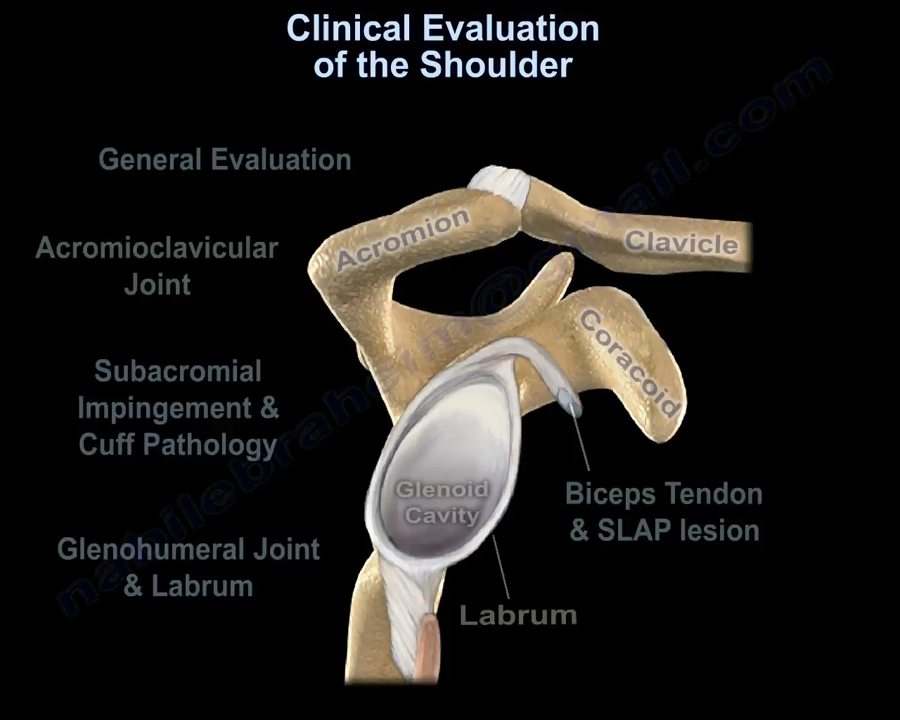 Clinical Evaluation
of the Shoulder
General Evaluation
Acromioclavicular
Joint
Subacromial
Impingement &
Cuff Pathology
Glenohumeral Joint
& Labrum
Acromion
Clavicle
Coracoid
Glenoid
Cavity
Biceps Tendon
& SLAP lesion
Labrum